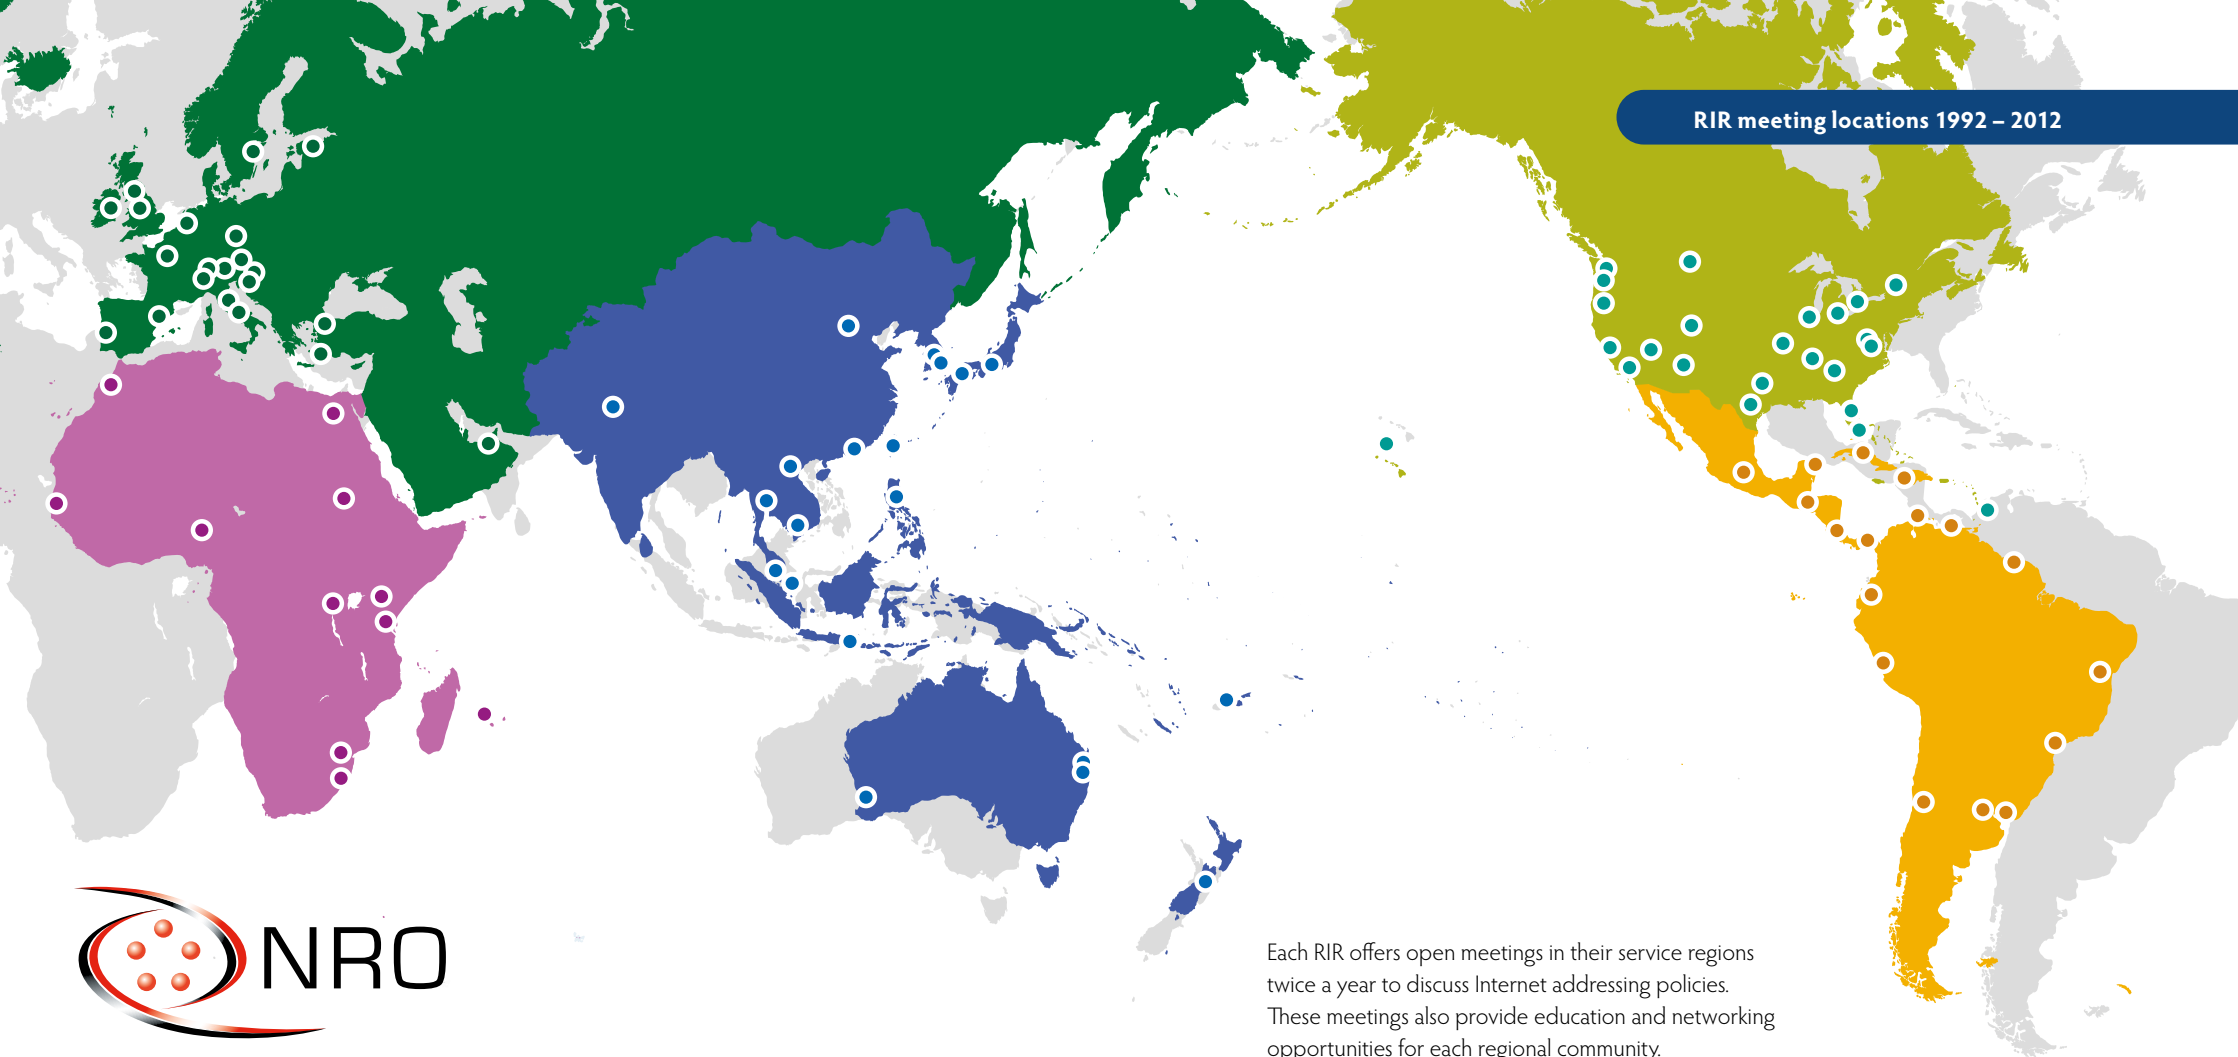 RIR meeting locations 1992 – 2012
NRO
Each RIR offers open meetings in their service regions
twice a year to discuss Internet addressing policies.
These meetings also provide education and networking
opportunities for each regional community.